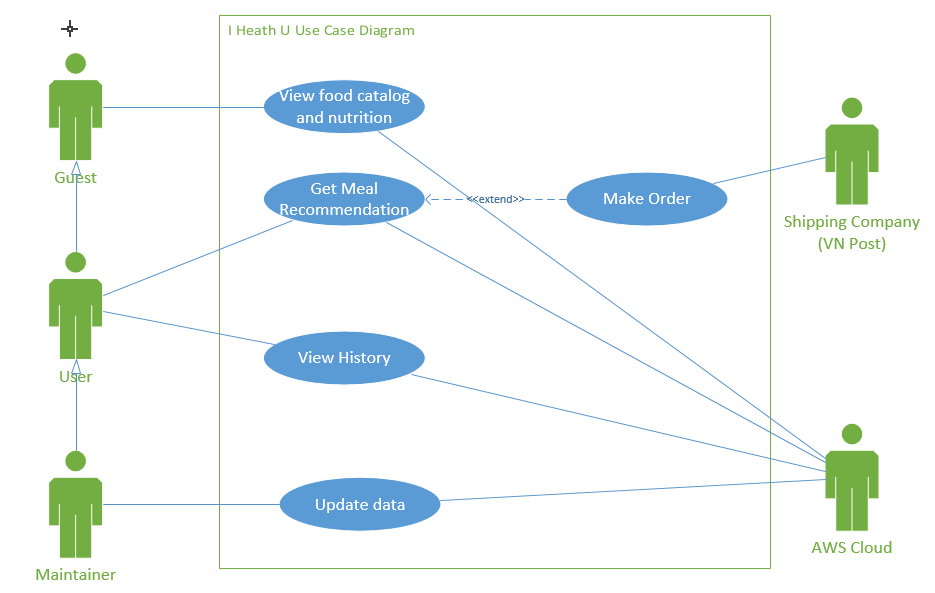 I Heath U Use Case Diagram
View food catalog
and nutrition
Guest
Get Meal
Recommendation
<<extend>>
Make Order
Shipping Company
(VN Post)
User
View History
Maintainer
Update data
AWS Cloud